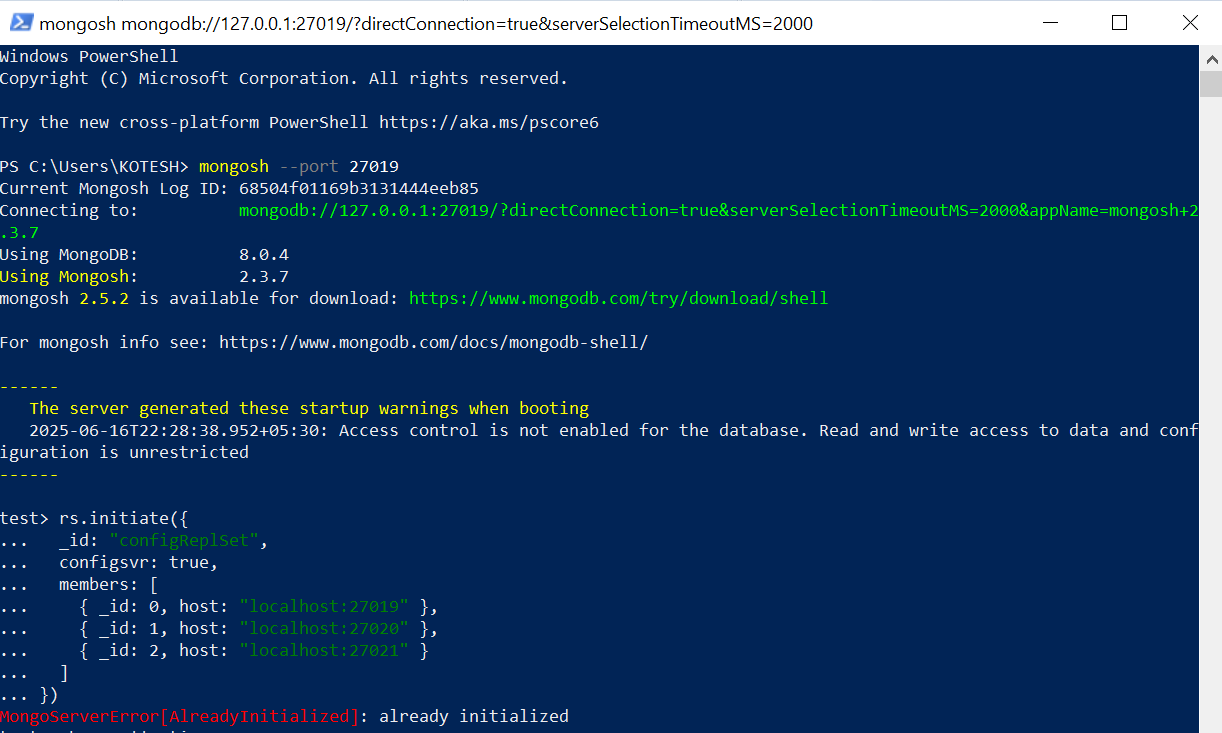 mongosh mongodb://127.0.0.1:27019/?directConnection=true&serverSelectionTimeoutMS=2000
Windows PowerShell
Copyright (C) Microsoft Corporation. All rights reserved.
Try the new cross-platform PowerShell https://aka.ms/pscore6
PS C:\Users\KOTESH> mongosh --port 27019
Current Mongosh Log ID: 68504f01169b3131444eeb85
Connecting to:          mongodb://127.0.0.1:27019/?directConnection=true&serverSelectionTimeoutMS=2000&appName=mongosh+2
.3.7
Using MongoDB:          8.0.4
Using Mongosh:          2.3.7
mongosh 2.5.2 is available for download: https://www.mongodb.com/try/download/shell
For mongosh info see: https://www.mongodb.com/docs/mongodb-shell/
------
   The server generated these startup warnings when booting
   2025-06-16T22:28:38.952+05:30: Access control is not enabled for the database. Read and write access to data and conf
iguration is unrestricted
------
test> rs.initiate({
...   _id: "configReplSet",
...   configsvr: true,
...   members: [
...     { _id: 0, host: "localhost:27019" },
...     { _id: 1, host: "localhost:27020" },
...     { _id: 2, host: "localhost:27021" }
...   ]
... })
MongoServerError[AlreadyInitialized]: already initialized